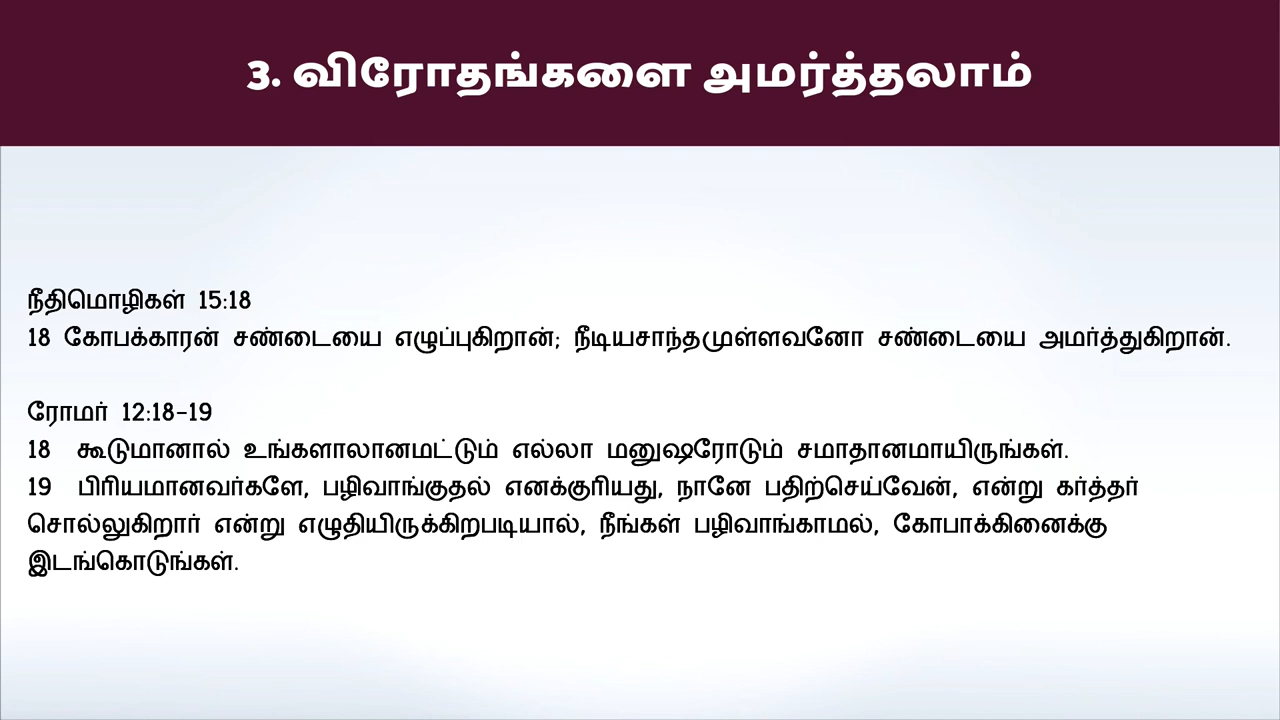 3. விரோதங்களை அமர்த்தலாம்
நீதிமொழிகள் 15:18
18 கோபக்காரன் சண்டையை எழுப்புகிறான்; நீடியசாந்தமுள்ளவனோ சண்டையை அமர்த்துகிறான்.
ரோமர் 12:18-19
18 கூடுமானால் உங்களாலானமட்டும் எல்லா மனுஷரோடும் சமாதானமாயிருங்கள்.
19 பிரியமானவர்களே, பழிவாங்குதல் எனக்குரியது, நானே பதிற்செய்வேன், என்று கர்த்தர்
சொல்லுகிறார் என்று எழுதியிருக்கிறபடியால், நீங்கள் பழிவாங்காமல், கோபாக்கினைக்கு
இடங்கொடுங்கள்.